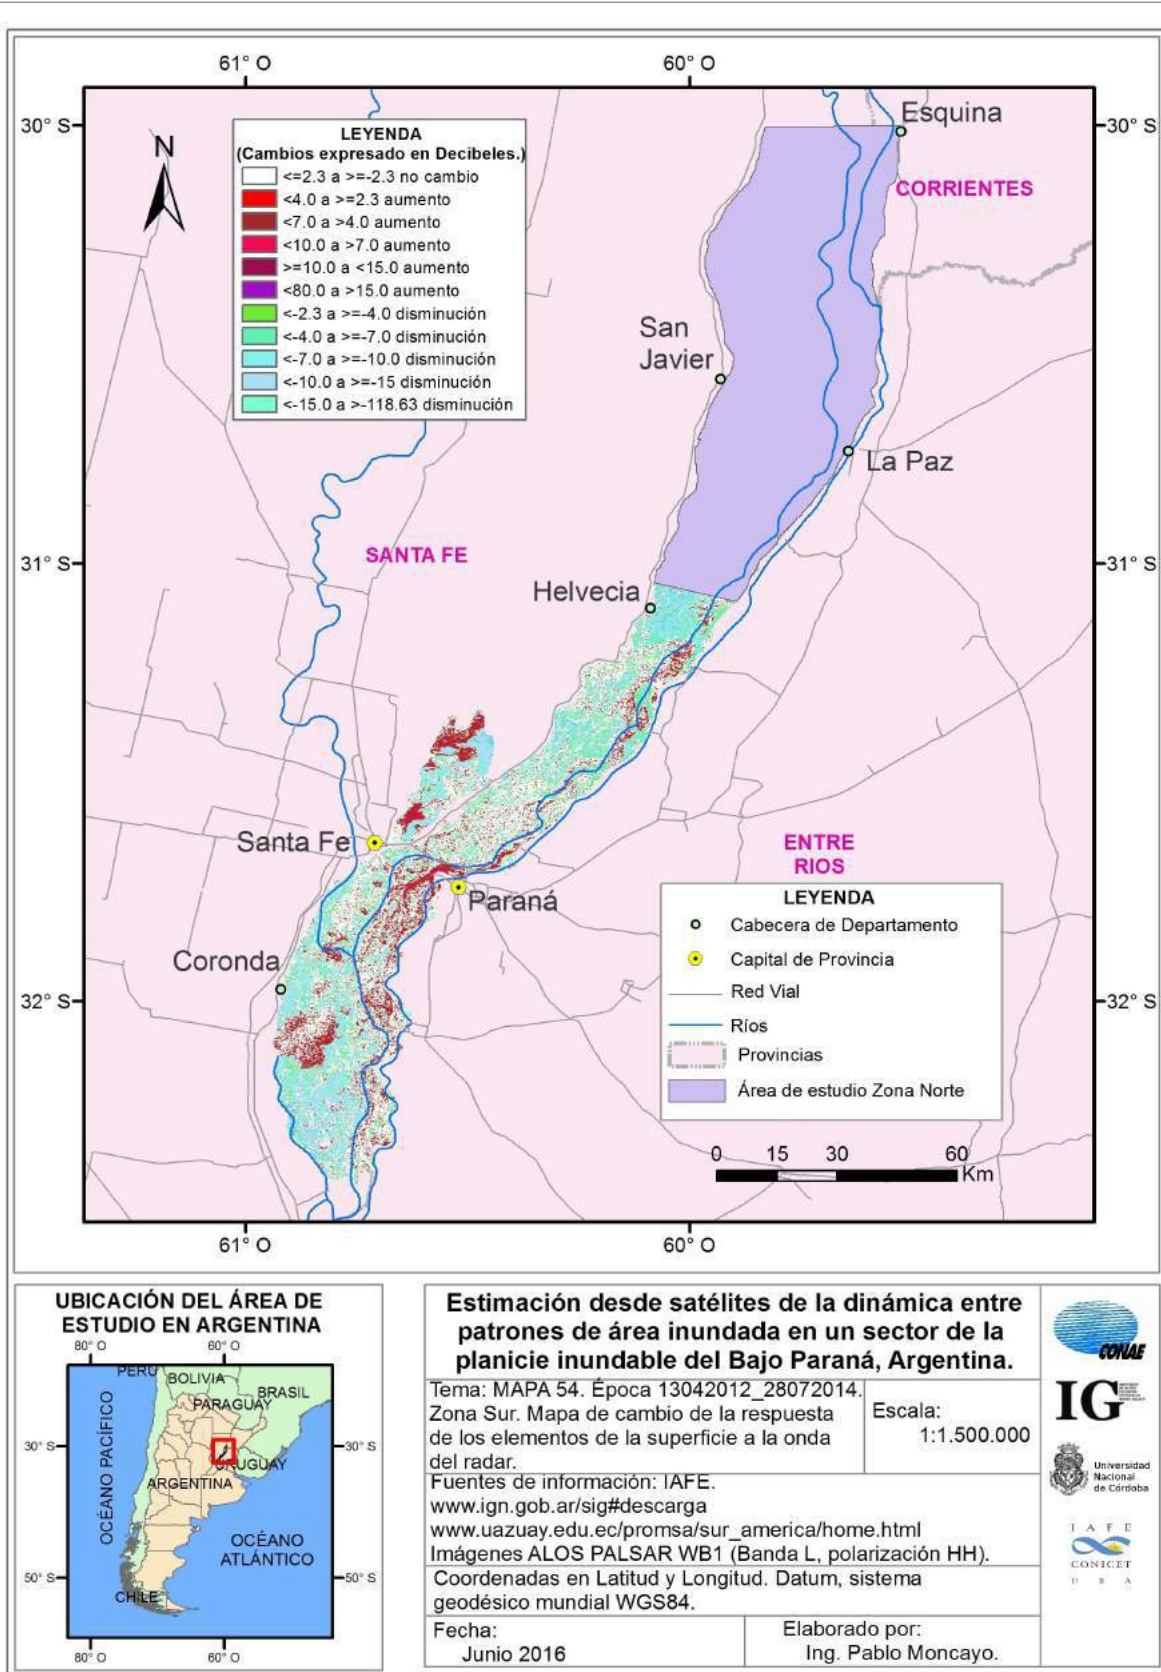 61° O
60° O
30° S
30° S
N
LEYENDA
(Cambios expresado en Decibeles.)
<=2.3 a >=-2.3 no cambio
<4.0 a >=2.3 aumento
<7.0 a >4.0 aumento
<10.0 a >7.0 aumento
>=10.0 a <15.0 aumento
<80.0 a >15.0 aumento
<-2.3 a >=-4.0 disminución
<-4.0 a >=-7.0 disminución
<-7.0 a >=-10.0 disminución
<-10.0 a >=-15 disminución
<-15.0 a >-118.63 disminución
Esquina
CORRIENTES
San
Javier
La Paz
SANTA FE
31° S
31° S
Helvecia
Santa Fe
Paraná
ENTRE
RIOS
Coronda
32° S
32° S
LEYENDA
Cabecera de Departamento
Capital de Provincia
Red Vial
Ríos
Provincias
Área de estudio Zona Norte
0 15 30 60
Km
61° O
60° O
UBICACIÓN DEL ÁREA DE
ESTUDIO EN ARGENTINA
80° O
60° O
PERÚ
BOLIVIA
BRASIL
PARAGUAY
30° S
30° S
URUGUAY
ARGENTINA
OCÉANO PACÍFICO
OCÉANO
ATLÁNTICO
50° S
50° S
CHILE
80° O
60° O
Estimación desde satélites de la dinámica entre
patrones de área inundada en un sector de la
planicie inundable del Bajo Paraná, Argentina.
Tema: MAPA 54. Época 13042012_28072014.
Zona Sur. Mapa de cambio de la respuesta
de los elementos de la superficie a la onda
del radar.
Escala:
1:1.500.000
Fuentes de información: IAFE.
www.ign.gob.ar/sig#descarga
www.uazuay.edu.ec/promsa/sur_america/home.html
Imágenes ALOS PALSAR WB1 (Banda L, polarización HH).
Coordenadas en Latitud y Longitud. Datum, sistema
geodésico mundial WGS84.
Fecha:
Junio 2016
Elaborado por:
Ing. Pablo Moncayo.
CONAE
IG
Universidad
Nacional
de Córdoba
IAFE
CONICET
UBA